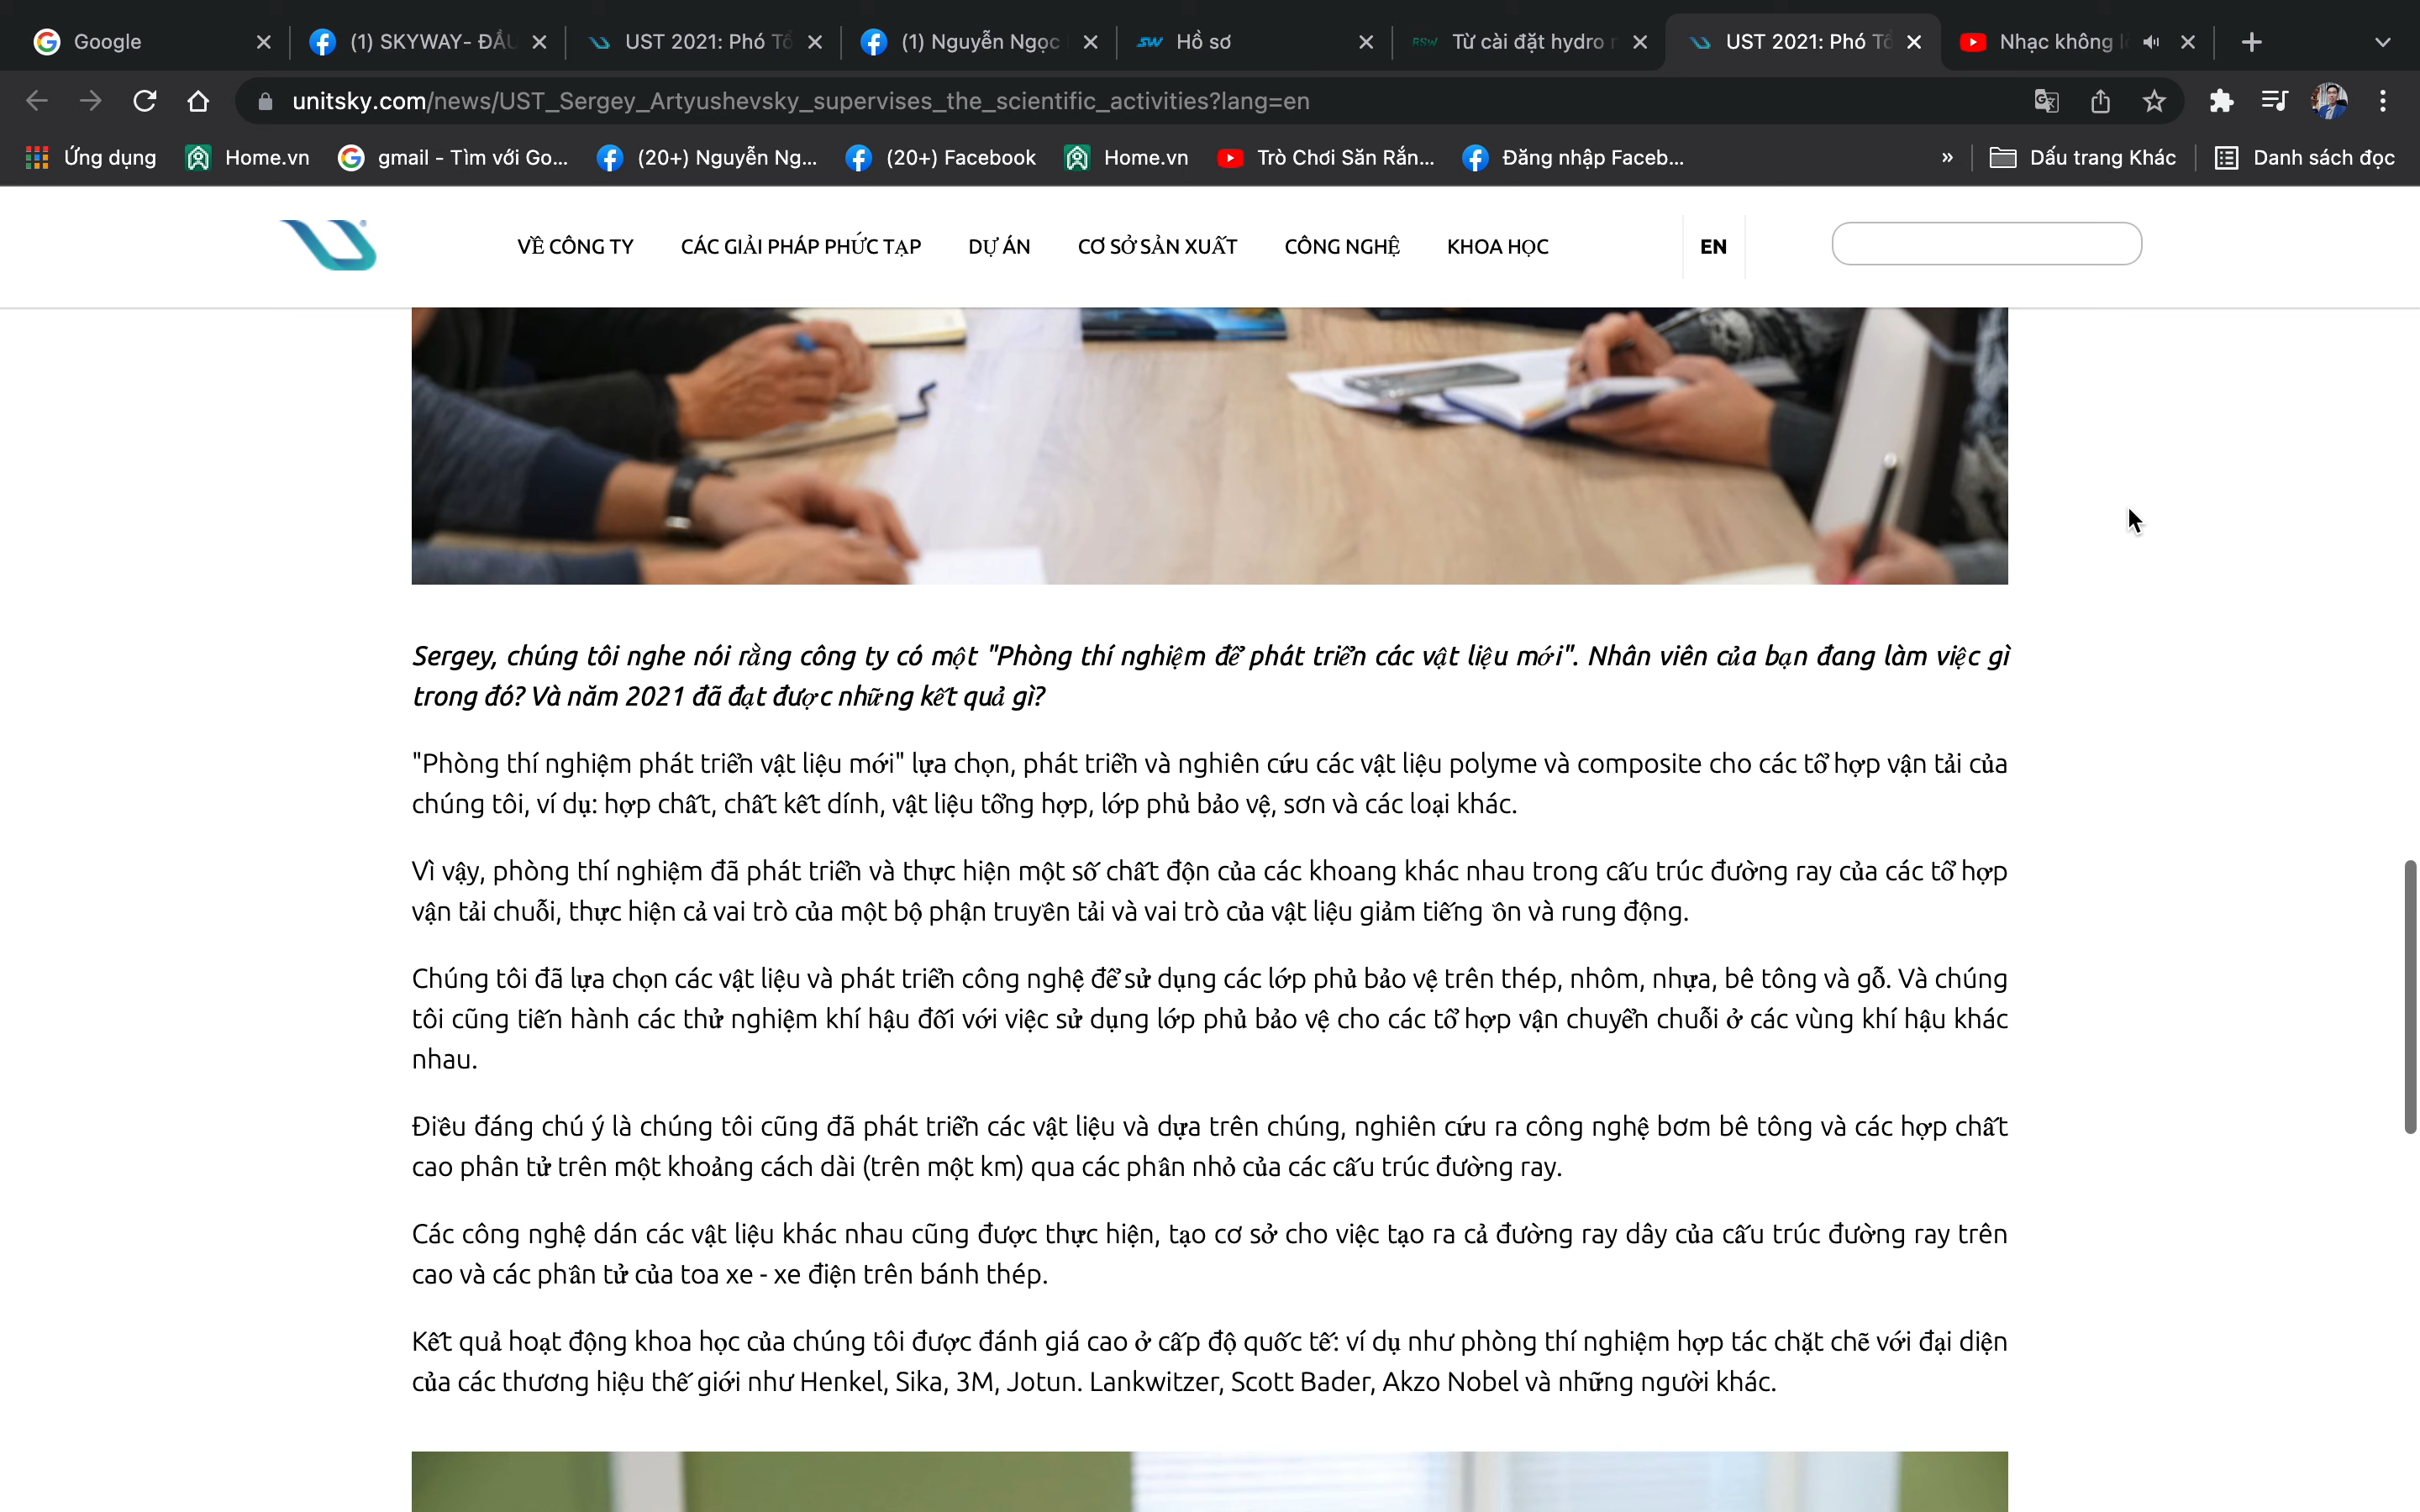 Google
(1) SKYWAY- ĐẦU
UST 2021: Phó Tổ
(1) Nguyễn Ngọc
SW Hồ sơ
RSW Từ cài đặt hydro n
UST 2021: Phó Tổ
Nhạc không l
unitsky.com/news/UST_Sergey_Artyushevsky_supervises_the_scientific_activities?lang=en
Ứng dụng
Home.vn
gmail - Tìm với Go...
(20+) Nguyễn Ng...
(20+) Facebook
Home.vn
Trò Chơi Săn Rắn...
Đăng nhập Faceb...
»
Dấu trang Khác
Danh sách đọc
VỀ CÔNG TY
CÁC GIẢI PHÁP PHỨC TẠP
DỰ ÁN
CƠ SỞ SẢN XUẤT
CÔNG NGHỆ
KHOA HỌC
EN
Sergey, chúng tôi nghe nói rằng công ty có một "Phòng thí nghiệm để phát triển các vật liệu mới". Nhân viên của bạn đang làm việc gì
trong đó? Và năm 2021 đã đạt được những kết quả gì?
"Phòng thí nghiệm phát triển vật liệu mới" lựa chọn, phát triển và nghiên cứu các vật liệu polyme và composite cho các tổ hợp vận tải của
chúng tôi, ví dụ: hợp chất, chất kết dính, vật liệu tổng hợp, lớp phủ bảo vệ, sơn và các loại khác.
Vì vậy, phòng thí nghiệm đã phát triển và thực hiện một số chất độn của các khoang khác nhau trong cấu trúc đường ray của các tổ hợp
vận tải chuỗi, thực hiện cả vai trò của một bộ phận truyền tải và vai trò của vật liệu giảm tiếng ồn và rung động.
Chúng tôi đã lựa chọn các vật liệu và phát triển công nghệ để sử dụng các lớp phủ bảo vệ trên thép, nhôm, nhựa, bê tông và gỗ. Và chúng
tôi cũng tiến hành các thử nghiệm khí hậu đối với việc sử dụng lớp phủ bảo vệ cho các tổ hợp vận chuyển chuỗi ở các vùng khí hậu khác
nhau.
Điều đáng chú ý là chúng tôi cũng đã phát triển các vật liệu và dựa trên chúng, nghiên cứu ra công nghệ bơm bê tông và các hợp chất
cao phân tử trên một khoảng cách dài (trên một km) qua các phần nhỏ của các cấu trúc đường ray.
Các công nghệ dán các vật liệu khác nhau cũng được thực hiện, tạo cơ sở cho việc tạo ra cả đường ray dây của cấu trúc đường ray trên
cao và các phần tử của toa xe - xe điện trên bánh thép.
Kết quả hoạt động khoa học của chúng tôi được đánh giá cao ở cấp độ quốc tế: ví dụ như phòng thí nghiệm hợp tác chặt chẽ với đại diện
của các thương hiệu thế giới như Henkel, Sika, 3M, Jotun. Lankwitzer, Scott Bader, Akzo Nobel và những người khác.